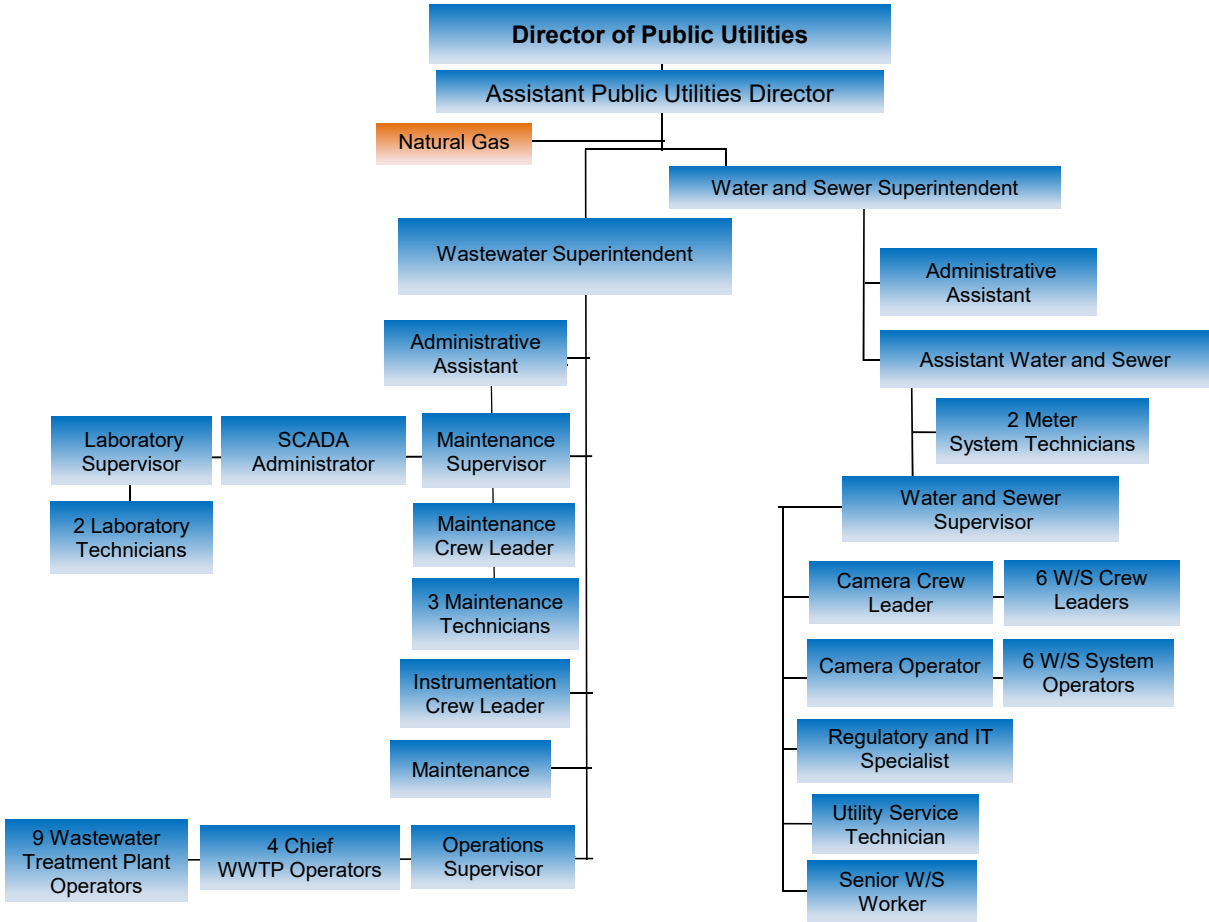 Director of Public Utilities
Assistant Public Utilities Director
Natural Gas
Water and Sewer Superintendent
Wastewater Superintendent
Administrative
Assistant
Administrative
Assistant
Assistant Water and Sewer
Laboratory
Supervisor
SCADA
Administrator
Maintenance
Supervisor
2 Meter
System Technicians
2 Laboratory
Technicians
Maintenance
Crew Leader
Water and Sewer
Supervisor
3 Maintenance
Technicians
Camera Crew
Leader
6 W/S Crew
Leaders
Instrumentation
Crew Leader
Camera Operator
6 W/S System
Operators
Maintenance
Regulatory and IT
Specialist
9 Wastewater
Treatment Plant
Operators
4 Chief
WWTP Operators
Operations
Supervisor
Utility Service
Technician
Senior W/S
Worker